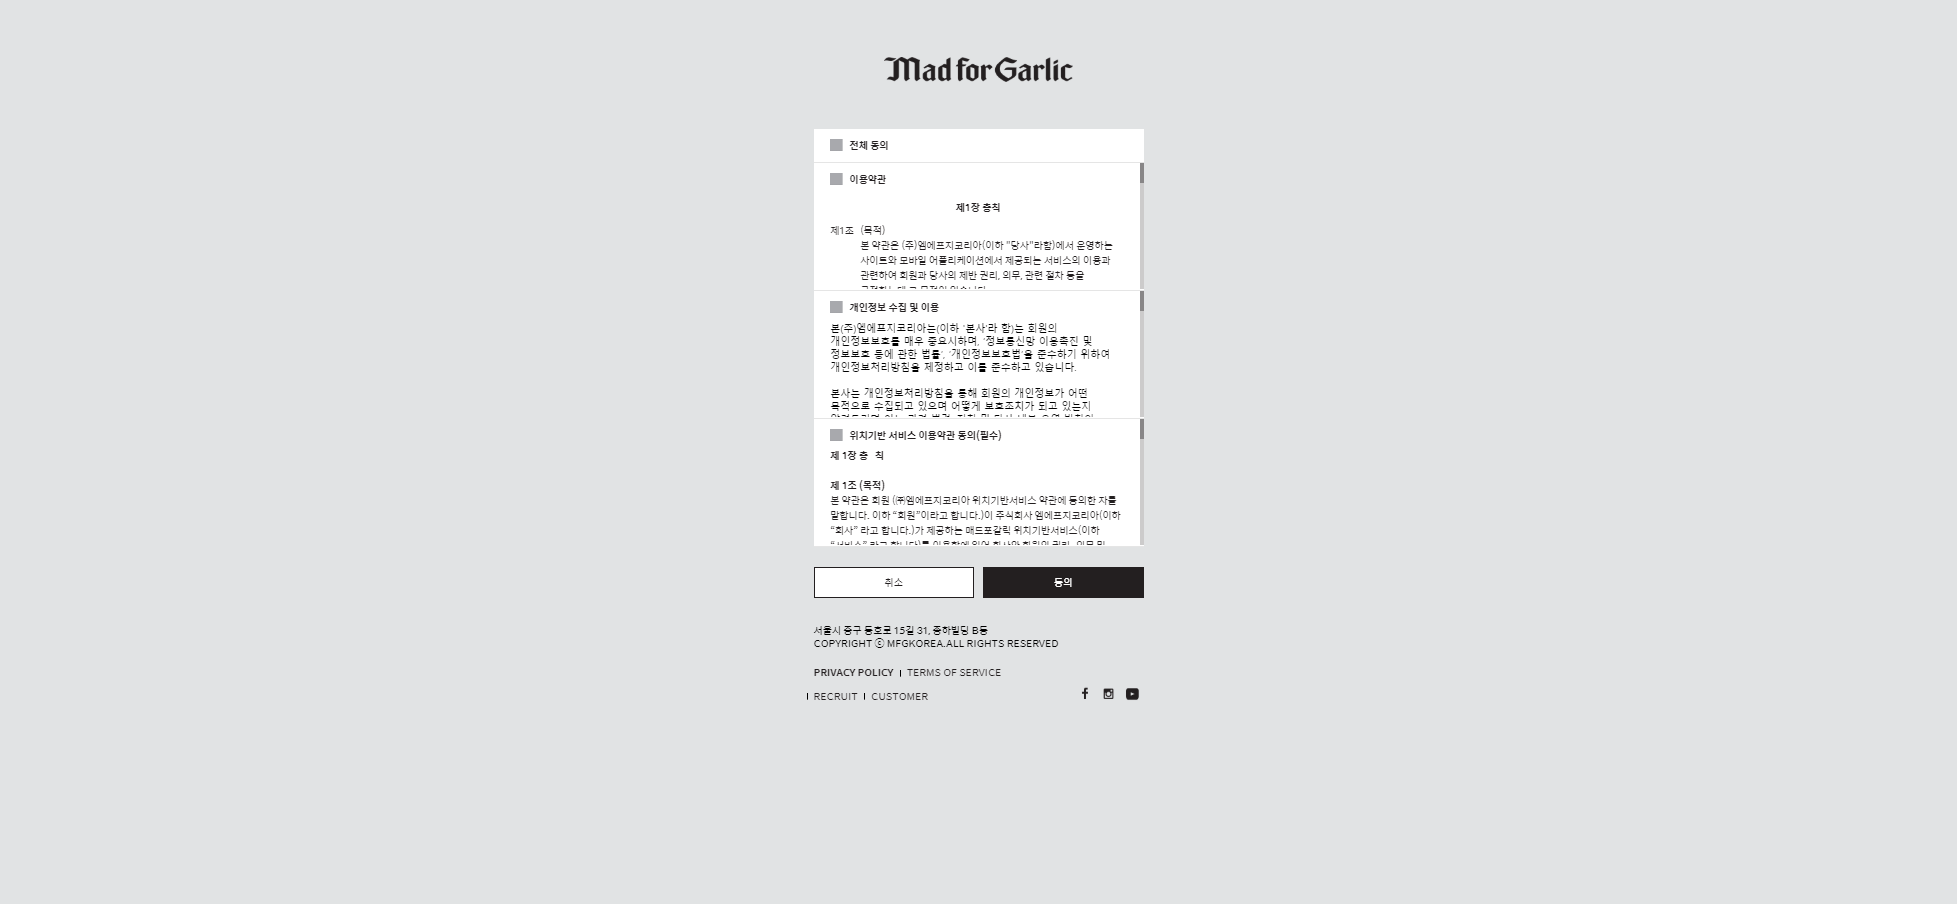 Mad for Garlic
전체 동의
이용약관
제1장 총칙
제1조 (목적)
본 약관은 (주)엠에프지코리아(이하 "당사"라함)에서 운영하는
사이트와 모바일 어플리케이션에서 제공되는 서비스의 이용과
관련하여 회원과 당사의 제반 권리, 의무, 관련 절차 등을
개인정보 수집 및 이용
본(주)엠에프지코리아는(이하 '본사'라 함)는 회원의
개인정보보호를 매우 중요시하며, '정보통신망 이용촉진 및
정보보호 등에 관한 법률', '개인정보보호법'을 준수하기 위하여
개인정보처리방침을 제정하고 이를 준수하고 있습니다.
본사는 개인정보처리방침을 통해 회원의 개인정보가 어떤
목적으로 수집되고 있으며 어떻게 보호조치가 되고 있는지
위치기반 서비스 이용약관 동의(필수)
제 1장 총 칙
제 1조 (목적)
본 약관은 회원 (㈜엠에프지코리아 위치기반서비스 약관에 동의한 자를
말합니다. 이하 “회원”이라고 합니다.)이 주식회사 엠에프지코리아(이하
“회사” 라고 합니다.)가 제공하는 매드포갈릭 위치기반서비스(이하
취소
동의
서울시 중구 동호로 15길 31, 중하빌딩 B동
COPYRIGHT ⓒ MFGKOREA.ALL RIGHTS RESERVED
PRIVACY POLICY | TERMS OF SERVICE
| RECRUIT | CUSTOMER